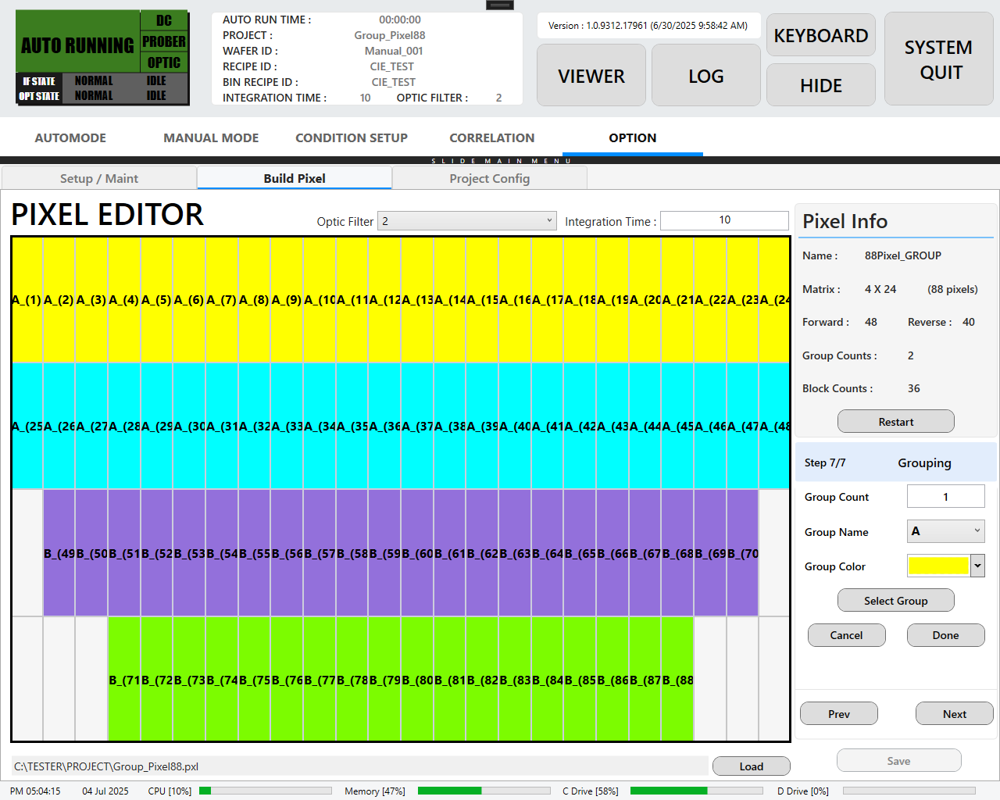 AUTO RUNNING
DC
PROBER
OPTIC
IF STATE NORMAL IDLE
OPT STATE NORMAL IDLE
AUTO RUN TIME : 00:00:00
PROJECT : Group_Pixel88
WAFER ID : Manual_001
RECIPE ID : CIE_TEST
BIN RECIPE ID : CIE_TEST
INTEGRATION TIME : 10 OPTIC FILTER : 2
Version : 1.0.9312.17961 (6/30/2025 9:58:42 AM)
VIEWER
LOG
KEYBOARD
HIDE
SYSTEM
QUIT
AUTOMODE MANUAL MODE CONDITION SETUP CORRELATION OPTION
SLIDE MAIN MENU
Setup / Maint Build Pixel Project Config
PIXEL EDITOR
Optic Filter 2 Integration Time : 10
A_(1) A_(2) A_(3) A_(4) A_(5) A_(6) A_(7) A_(8) A_(9) A_(10 A_(11 A_(12 A_(13 A_(14 A_(15 A_(16 A_(17 A_(18 A_(19 A_(20 A_(21 A_(22 A_(23 A_(24
A_(25 A_(26 A_(27 A_(28 A_(29 A_(30 A_(31 A_(32 A_(33 A_(34 A_(35 A_(36 A_(37 A_(38 A_(39 A_(40 A_(41 A_(42 A_(43 A_(44 A_(45 A_(46 A_(47 A_(48
B_(49 B_(50 B_(51 B_(52 B_(53 B_(54 B_(55 B_(56 B_(57 B_(58 B_(59 B_(60 B_(61 B_(62 B_(63 B_(64 B_(65 B_(66 B_(67 B_(68 B_(69 B_(70
B_(71 B_(72 B_(73 B_(74 B_(75 B_(76 B_(77 B_(78 B_(79 B_(80 B_(81 B_(82 B_(83 B_(84 B_(85 B_(86 B_(87 B_(88
Pixel Info
Name : 88Pixel_GROUP
Matrix : 4 X 24 (88 pixels)
Forward : 48 Reverse : 40
Group Counts : 2
Block Counts : 36
Restart
Step 7/7 Grouping
Group Count 1
Group Name A
Group Color
Select Group
Cancel Done
Prev Next
C:\TESTER\PROJECT\Group_Pixel88.pxl Load
Save
PM 05:04:15 04 Jul 2025 CPU [10%] Memory [47%] C Drive [58%] D Drive [0%]